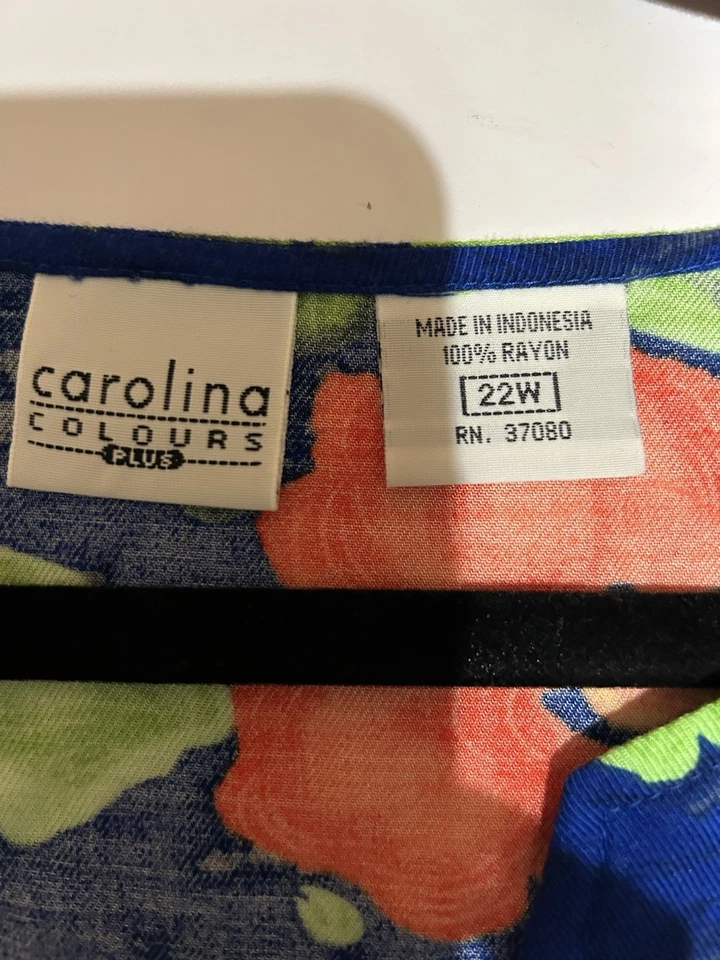 carolina
COLOURS
PLUS
MADE IN INDONESIA
100% RAYON
22W
RN. 37080